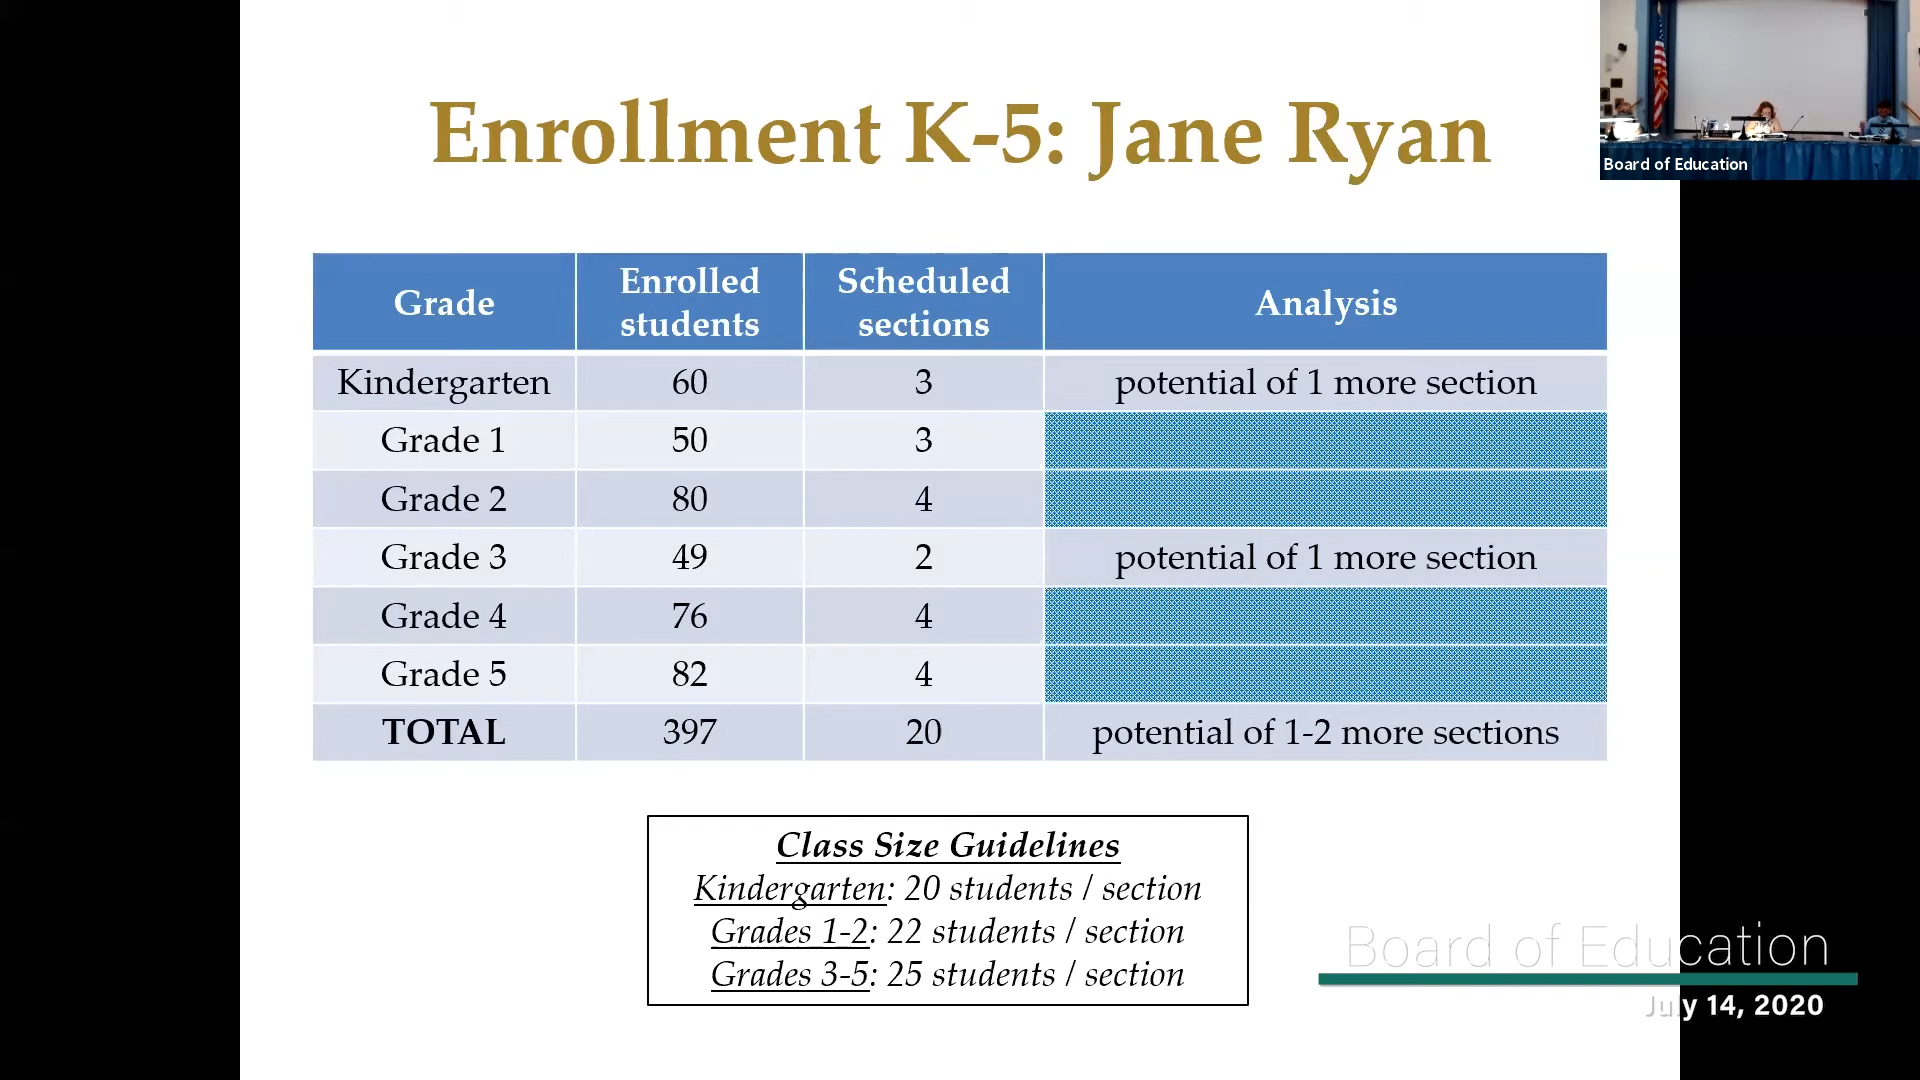 Enrollment K-5: Jane Ryan
Board of Education
Grade Enrolled students Scheduled sections Analysis
Kindergarten 60 3 potential of 1 more section
Grade 1 50 3
Grade 2 80 4
Grade 3 49 2 potential of 1 more section
Grade 4 76 4
Grade 5 82 4
TOTAL 397 20 potential of 1-2 more sections
Class Size Guidelines
Kindergarten: 20 students / section
Grades 1-2: 22 students / section
Grades 3-5: 25 students / section
Board of Education
July 14, 2020